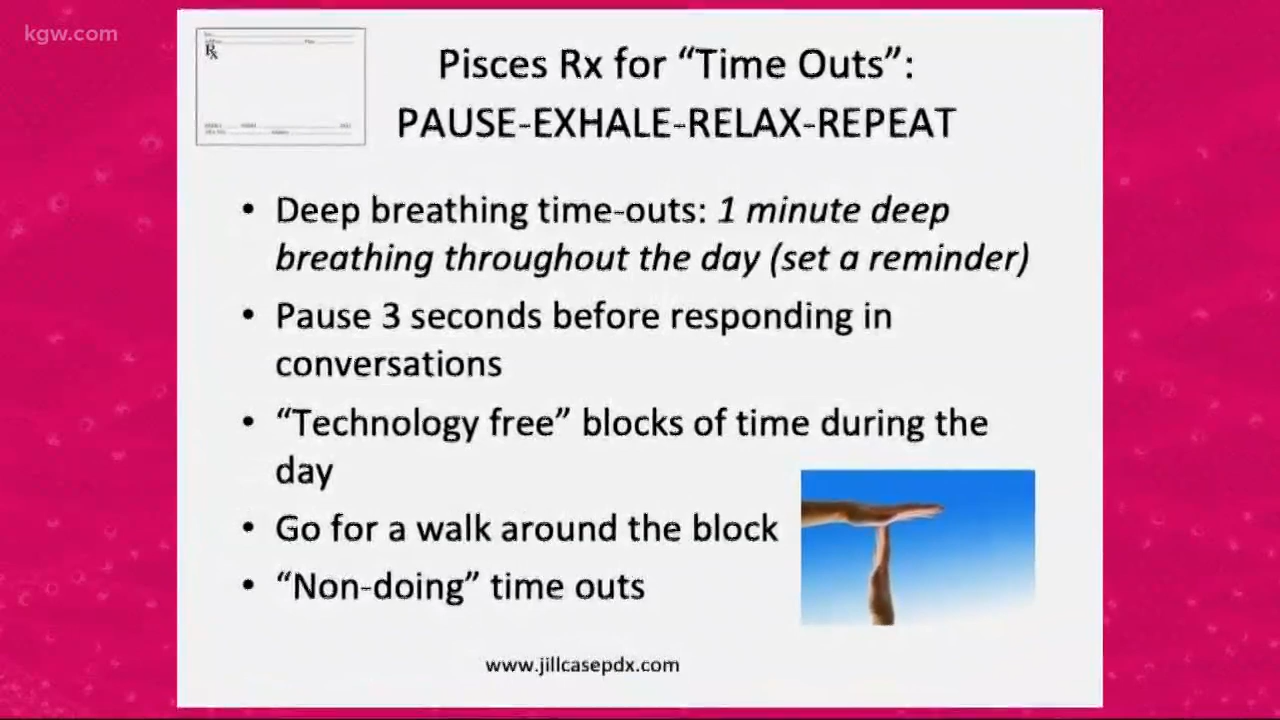 kgw.com
Rx
Pisces Rx for “Time Outs”:
PAUSE-EXHALE-RELAX-REPEAT
• Deep breathing time-outs: 1 minute deep
breathing throughout the day (set a reminder)
• Pause 3 seconds before responding in
conversations
• “Technology free” blocks of time during the
day
• Go for a walk around the block
• “Non-doing” time outs
www.jillcasepdx.com